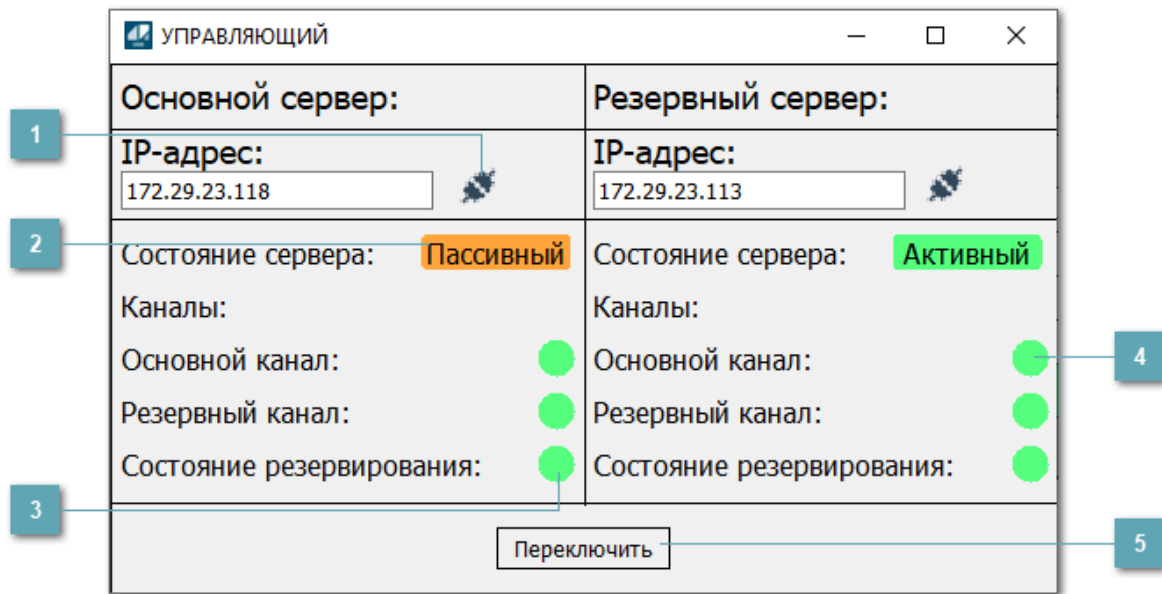 УПРАВЛЯЮЩИЙ
Основной сервер:
Резервный сервер:
1
IP-адрес:
IP-адрес:
172.29.23.118
172.29.23.113
2
Состояние сервера: Пассивный
Состояние сервера: Активный
Каналы:
Каналы:
Основной канал:
Основной канал:
4
Резервный канал:
Резервный канал:
Состояние резервирования:
Состояние резервирования:
3
Переключить
5